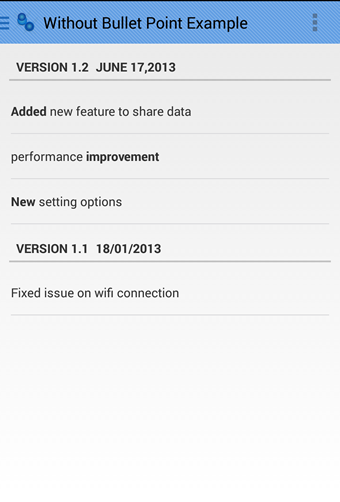 Without Bullet Point Example
VERSION 1.2 JUNE 17,2013
Added new feature to share data
performance improvement
New setting options
VERSION 1.1 18/01/2013
Fixed issue on wifi connection